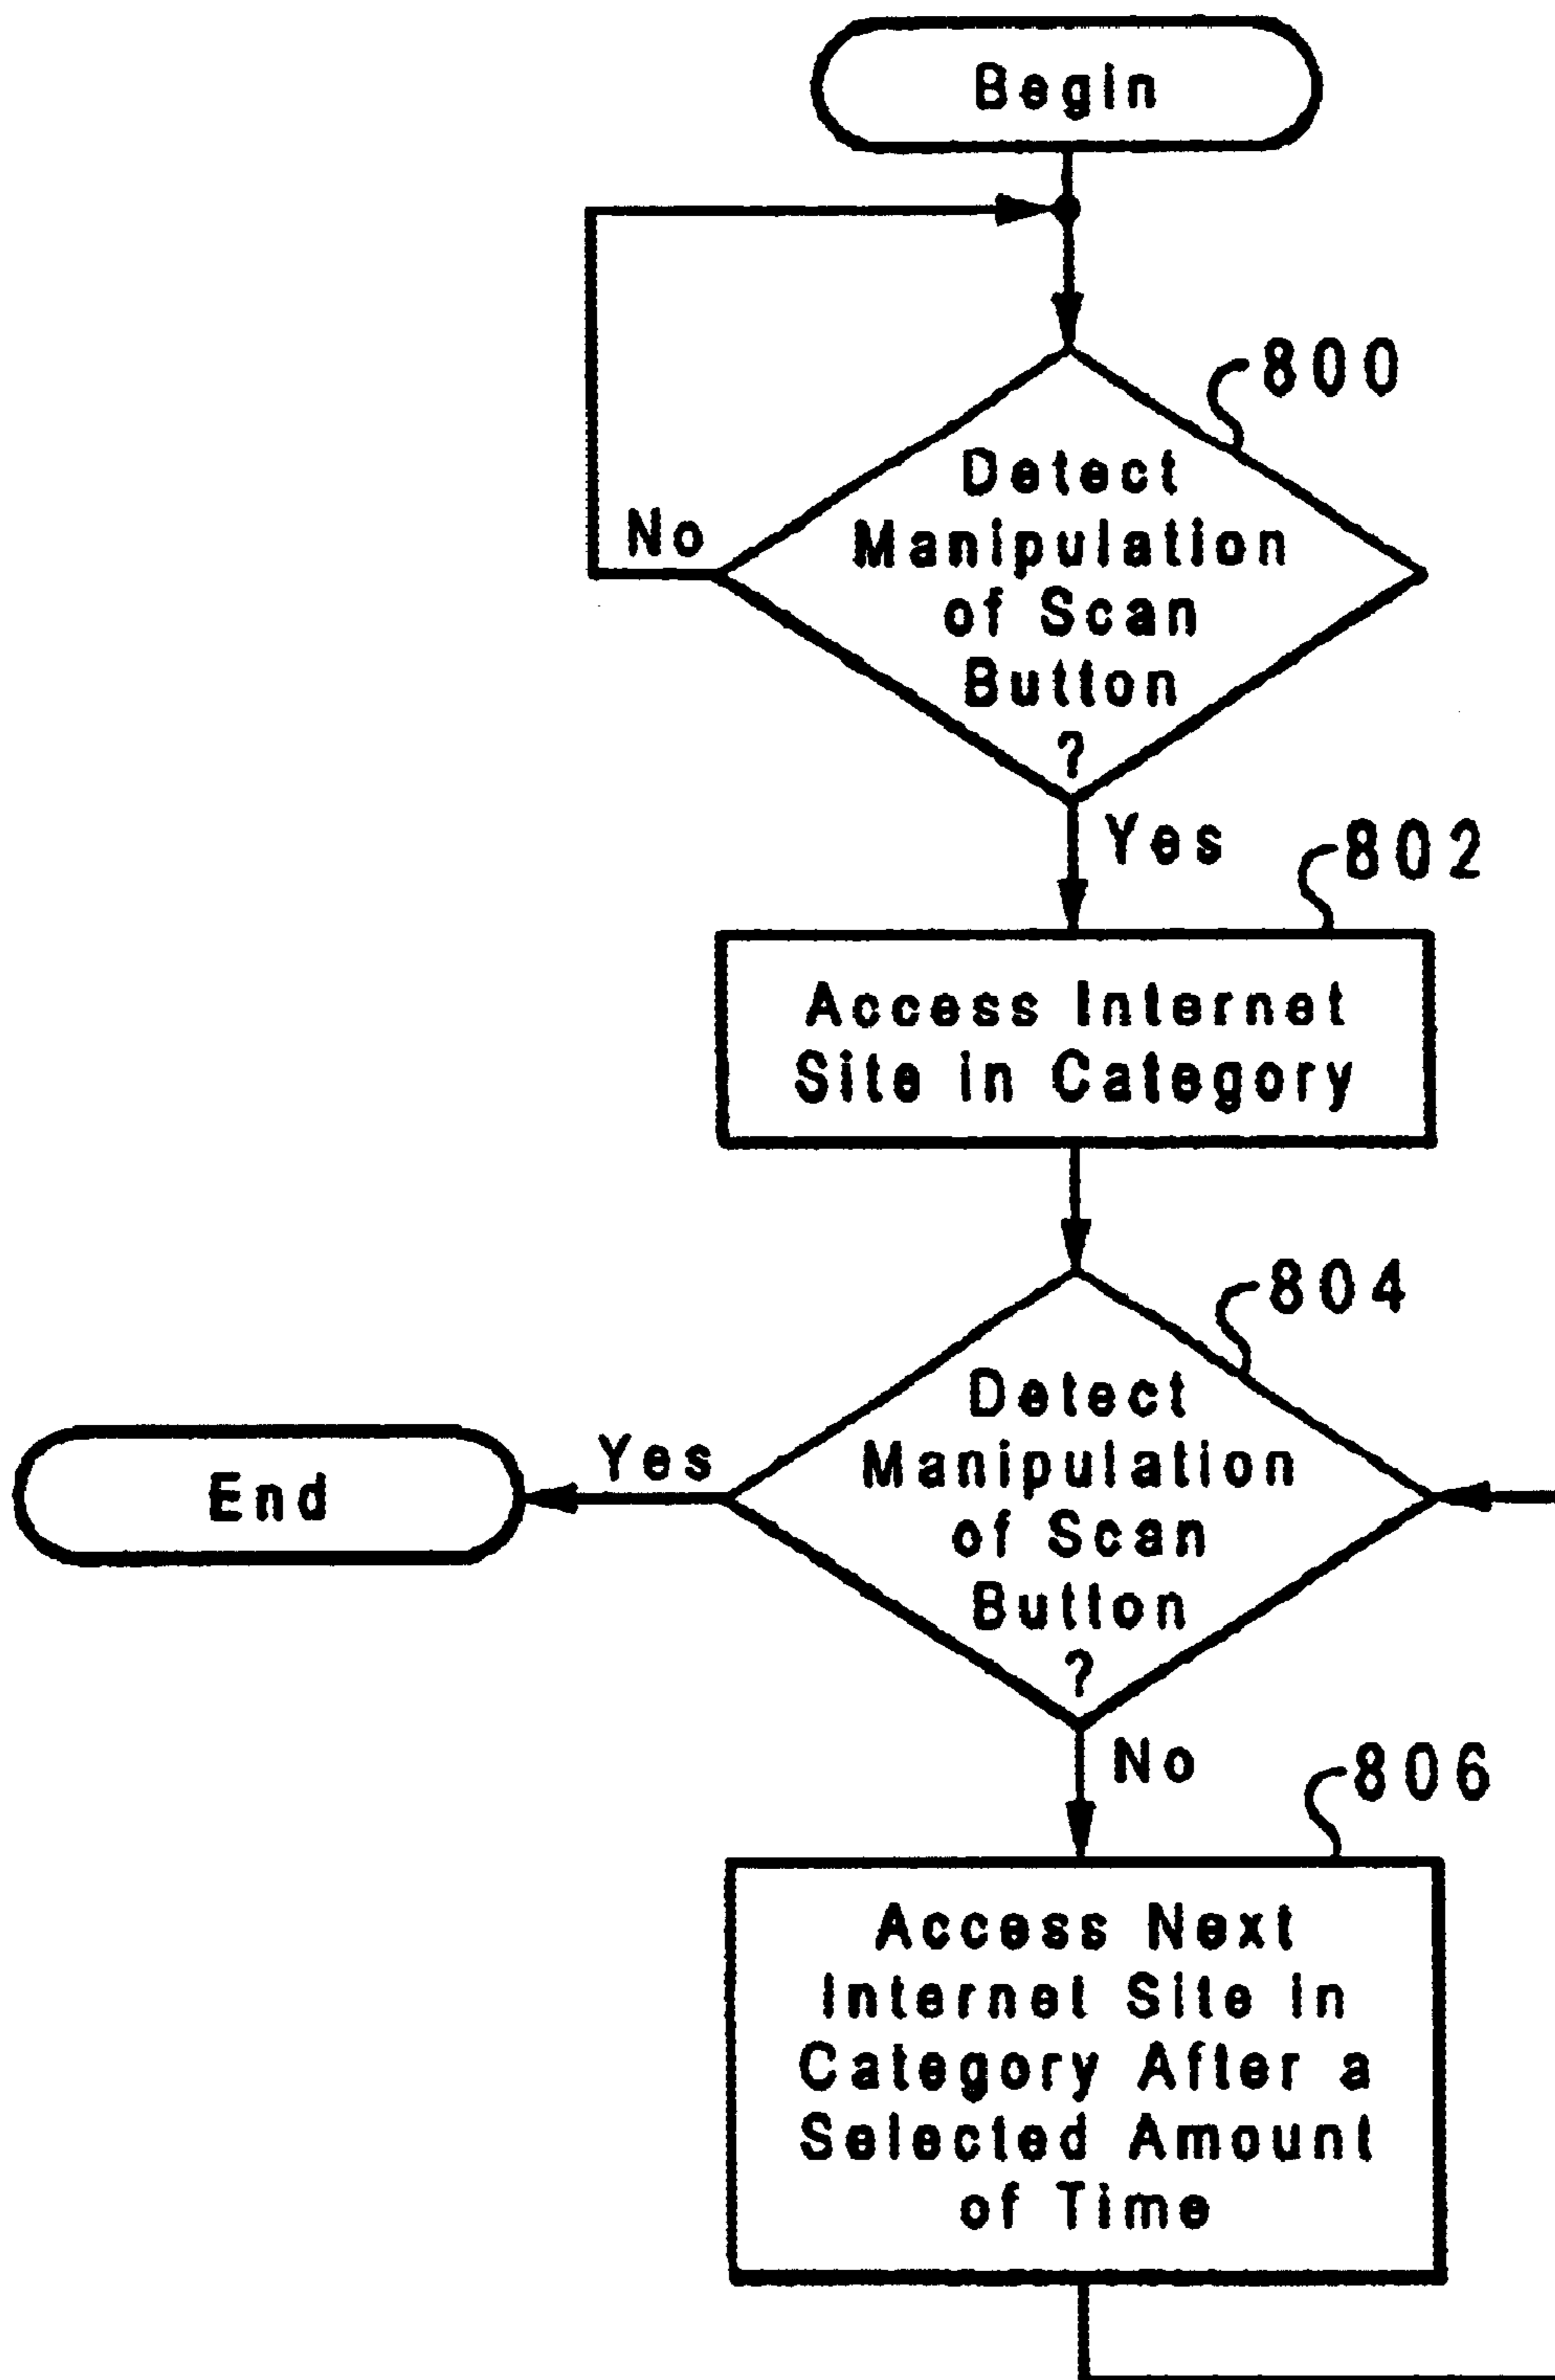 Begin
800
Detect
Manipulation
of Scan
Button
?
No
Yes
802
Access Internet
Site in Category
804
Detect
Manipulation
of Scan
Button
?
Yes
End
No
806
Access Next
Internet Site in
Category After a
Selected Amount
of Time